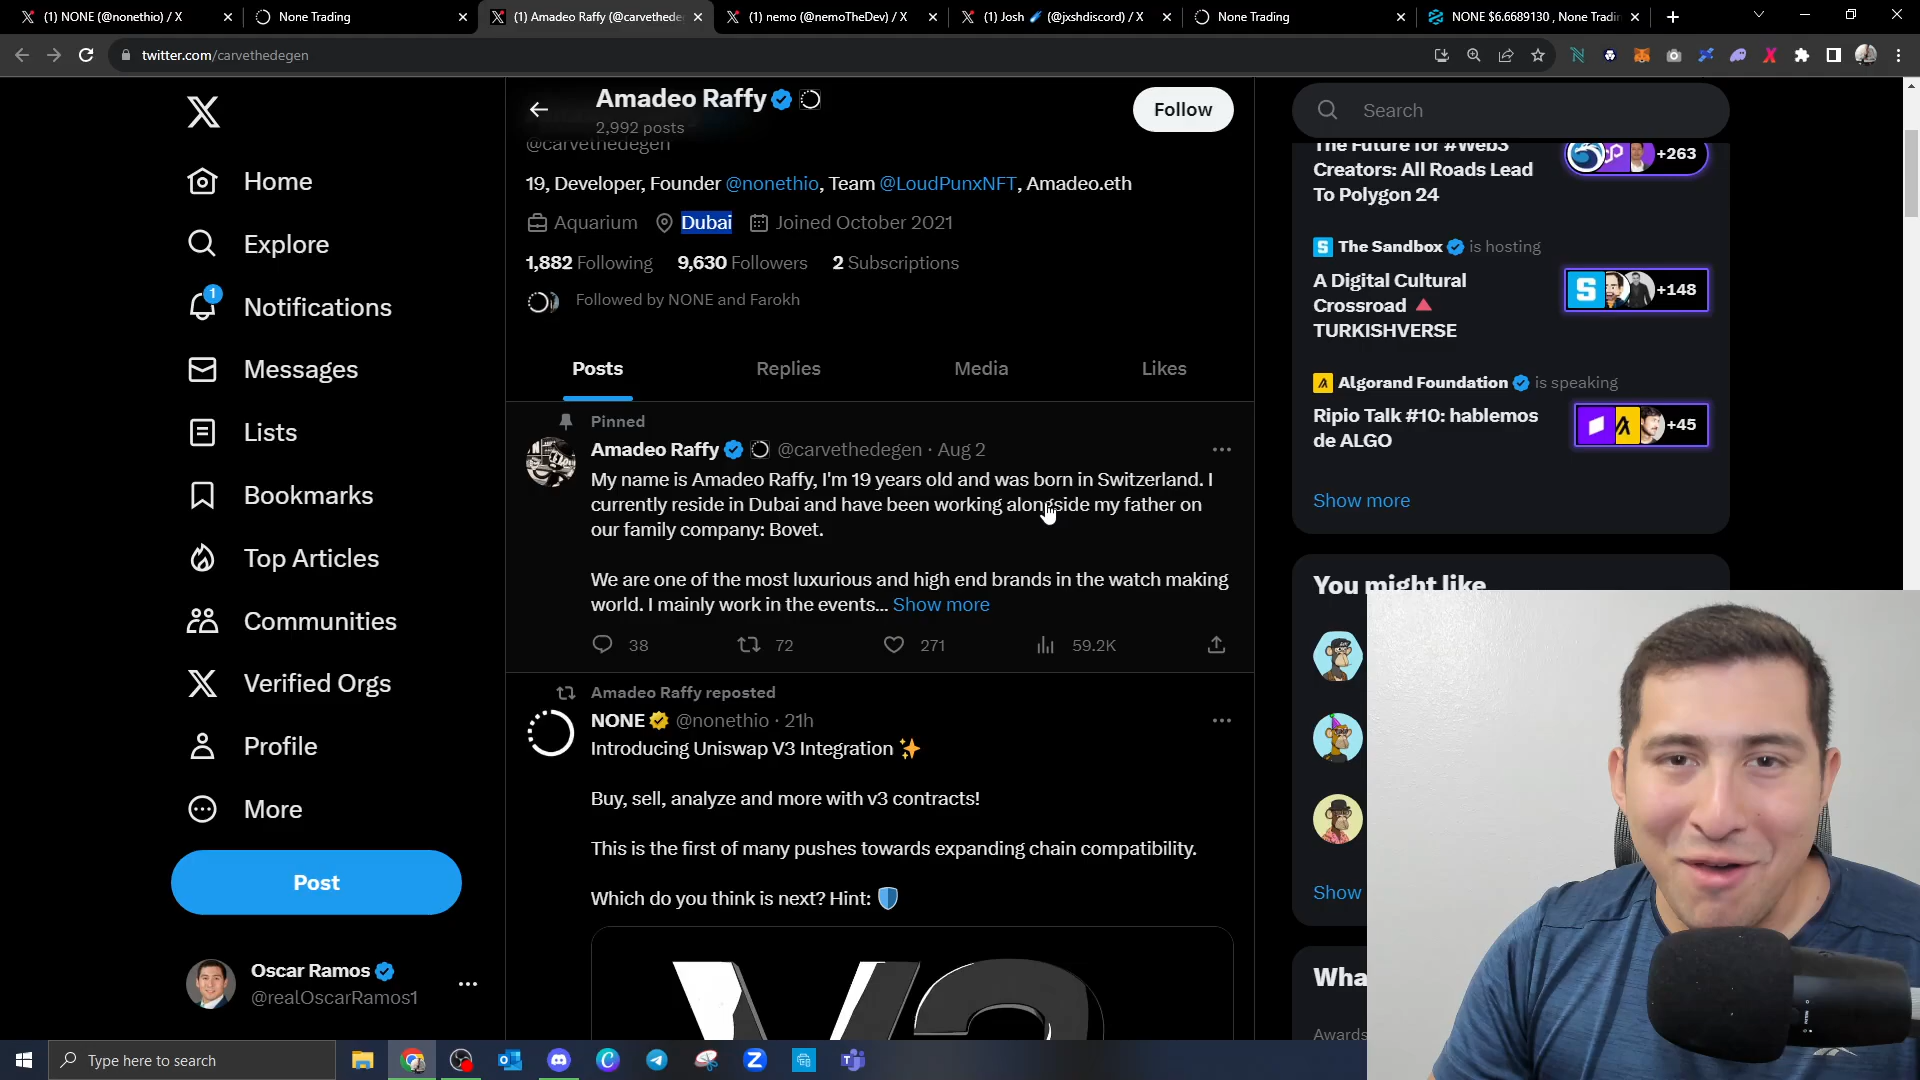 (1) NONE (@nonethio) / X
None Trading
(1) Amadeo Raffy (@carvethede
(1) nemo (@nemoTheDev) / X
(1) Josh (@jxshdiscord) / X
None Trading
NONE $6.6689130 , None Tradin
twitter.com/carvethedegen
Home
Explore
1
Notifications
Messages
Lists
Bookmarks
Top Articles
Communities
Verified Orgs
Profile
More
Post
Oscar Ramos
@realOscarRamos1
Amadeo Raffy
2,992 posts
Follow
@carvethedegen
19, Developer, Founder @nonethio, Team @LoudPunxNFT, Amadeo.eth
Aquarium Dubai Joined October 2021
1,882 Following 9,630 Followers 2 Subscriptions
Followed by NONE and Farokh
Posts Replies Media Likes
Pinned
Amadeo Raffy @carvethedegen · Aug 2
My name is Amadeo Raffy, I'm 19 years old and was born in Switzerland. I
currently reside in Dubai and have been working alongside my father on
our family company: Bovet.
We are one of the most luxurious and high end brands in the watch making
world. I mainly work in the events... Show more
38 72 271 59.2K
Amadeo Raffy reposted
NONE @nonethio · 21h
Introducing Uniswap V3 Integration ✨
Buy, sell, analyze and more with v3 contracts!
This is the first of many pushes towards expanding chain compatibility.
Which do you think is next? Hint: 🛡️
V3
Search
The Future for #Web3
Creators: All Roads Lead
To Polygon 24
+263
The Sandbox is hosting
A Digital Cultural
Crossroad 🔺
TURKISHVERSE
+148
Algorand Foundation is speaking
Ripio Talk #10: hablemos
de ALGO
+45
Show more
You might like
Show
Wha
Awards
Type here to search